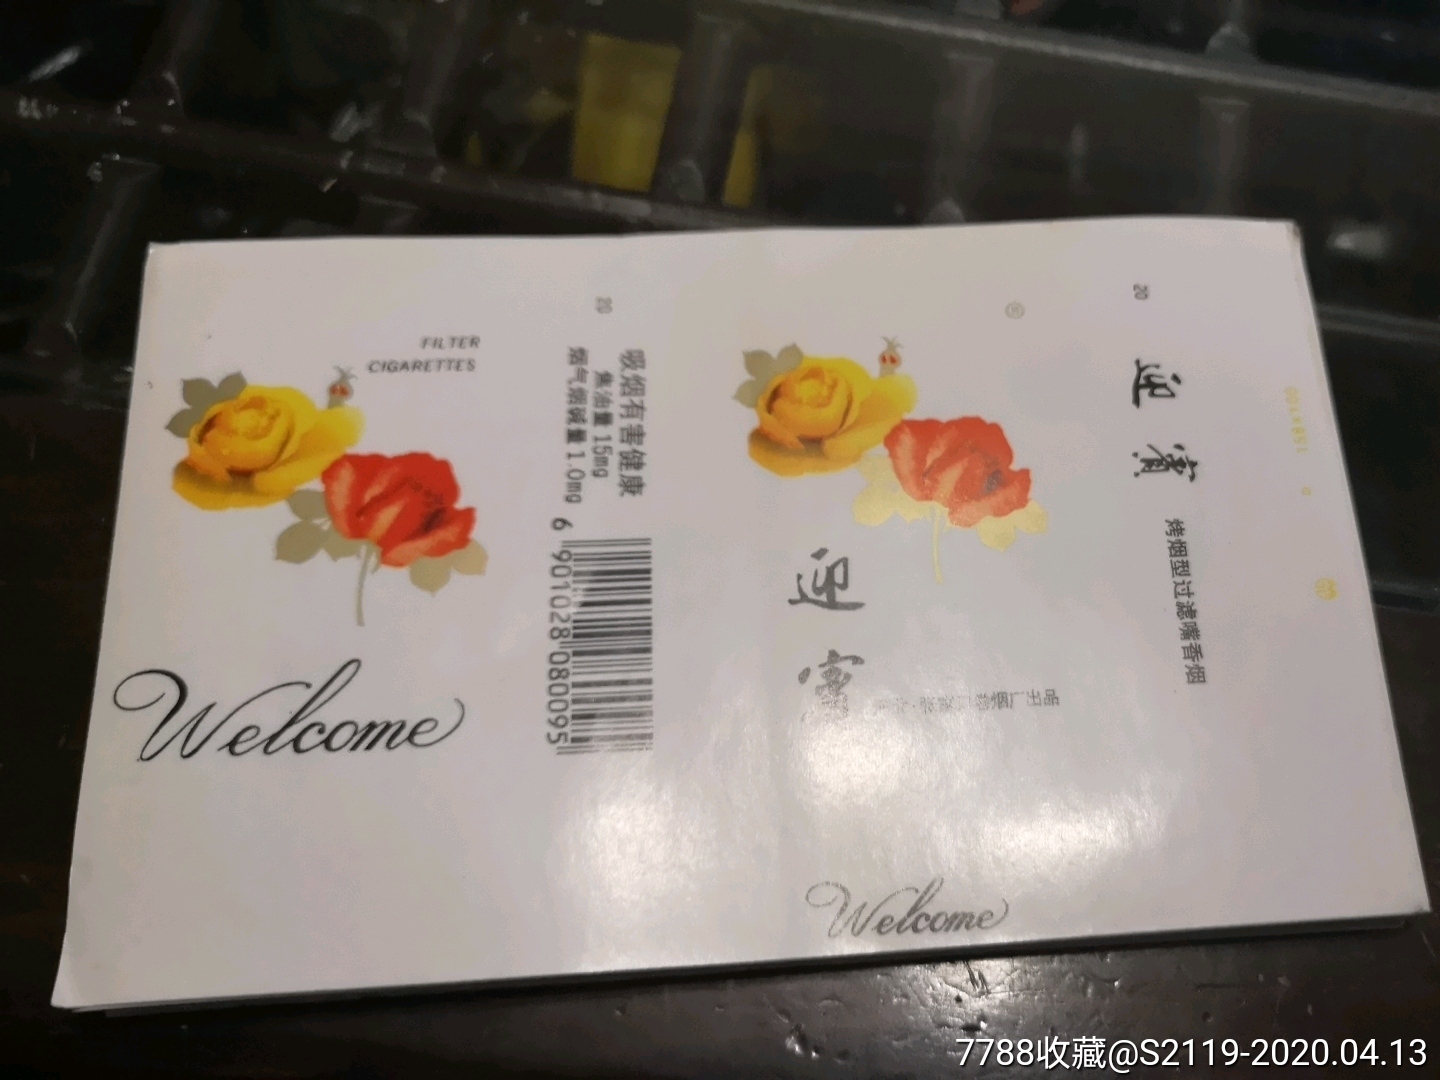 FILTER
CIGARETTES
Welcome
20
吸烟有害健康
焦油量 15mg
烟气烟碱量 1.0mg
6 901028 080095
®
迎賓
Welcome
20
迎賓
烤烟型过滤嘴香烟
7788收藏@S2119-2020.04.13